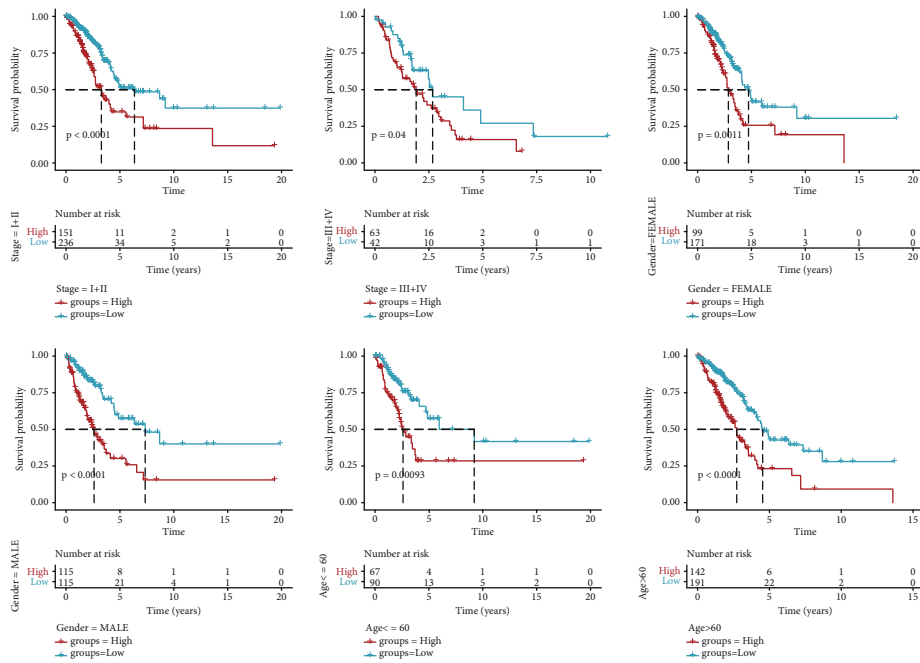 1.00
0.75
0.50
0.25
0.00
Survival probability
p < 0.0001
0 5 10 15 20
Time
Number at risk
Stage = I+II
High 151 11 2 1 0
Low 236 34 5 2 0
0 5 10 15 20
Time (years)
Stage = I+II
groups = High
groups=Low
1.00
0.75
0.50
0.25
0.00
Survival probability
p = 0.04
0 2.5 5 7.5 10
Time
Number at risk
Stage=III+IV
High 63 16 2 0 0
Low 42 10 3 1 1
0 2.5 5 7.5 10
Time (years)
Stage = III+IV
groups = High
groups=Low
1.00
0.75
0.50
0.25
0.00
Survival probability
p = 0.0011
0 5 10 15 20
Time
Number at risk
Gender=FEMALE
High 99 5 1 0 0
Low 171 18 3 1 0
0 5 10 15 20
Time (years)
Gender = FEMALE
groups = High
groups=Low
1.00
0.75
0.50
0.25
0.00
Survival probability
p < 0.0001
0 5 10 15 20
Time
Number at risk
Gender = MALE
High 115 8 1 1 0
Low 115 21 4 1 0
0 5 10 15 20
Time (years)
Gender = MALE
groups = High
groups=Low
1.00
0.75
0.50
0.25
0.00
Survival probability
p = 0.00093
0 5 10 15 20
Time
Number at risk
Age< = 60
High 67 4 1 1 0
Low 90 13 5 2 0
0 5 10 15 20
Time (years)
Age< = 60
groups = High
groups=Low
1.00
0.75
0.50
0.25
0.00
Survival probability
p < 0.0001
0 5 10 15
Time
Number at risk
Age>60
High 142 6 1 0
Low 191 22 2 0
0 5 10 15
Time (years)
Age>60
groups = High
groups=Low